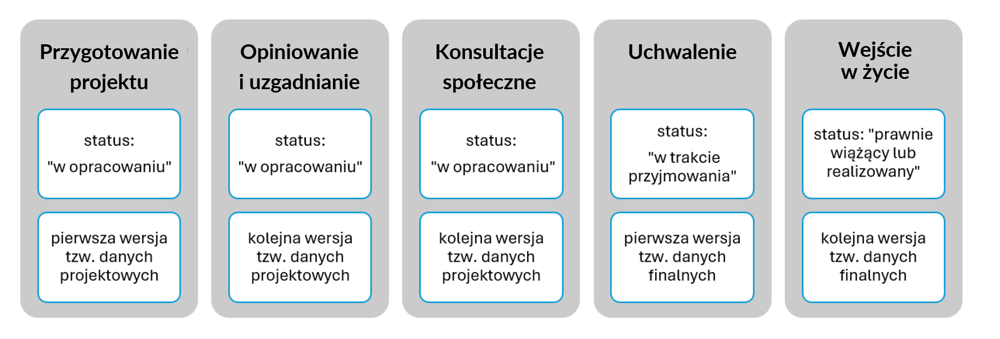 Przygotowanie
projektu
status:
"w opracowaniu"
pierwsza wersja
tzw. danych
projektowych
Opiniowanie
i uzgadnianie
status:
"w opracowaniu"
kolejna wersja
tzw. danych
projektowych
Konsultacje
społeczne
status:
"w opracowaniu"
kolejna wersja
tzw. danych
projektowych
Uchwalenie
status:
"w trakcie
przyjmowania"
pierwsza wersja
tzw. danych
finalnych
Wejście
w życie
status: "prawnie
wiążący lub
realizowany"
kolejna wersja
tzw. danych
finalnych